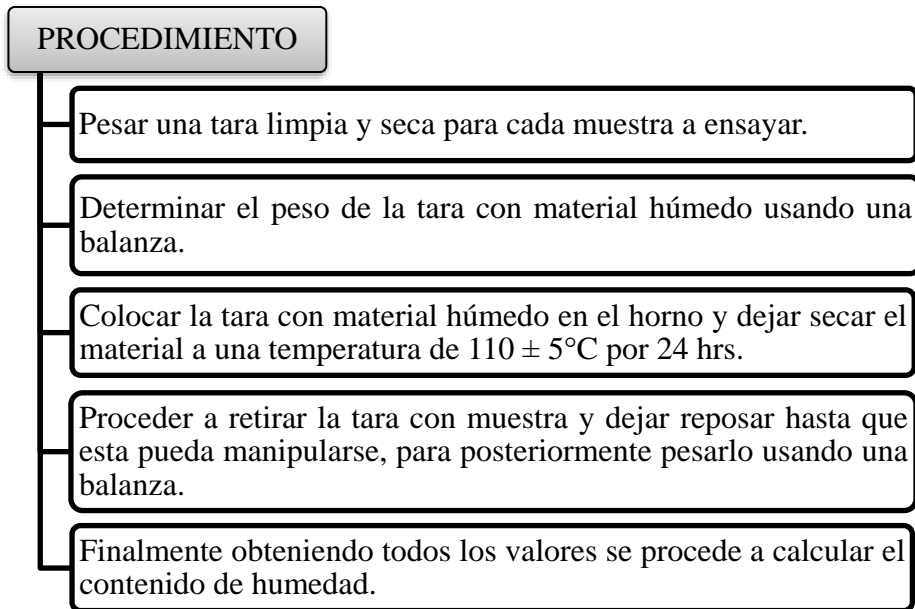 PROCEDIMIENTO
Pesar una tara limpia y seca para cada muestra a ensayar.
Determinar el peso de la tara con material húmedo usando una
balanza.
Colocar la tara con material húmedo en el horno y dejar secar el
material a una temperatura de 110 ± 5°C por 24 hrs.
Proceder a retirar la tara con muestra y dejar reposar hasta que
esta pueda manipularse, para posteriormente pesarlo usando una
balanza.
Finalmente obteniendo todos los valores se procede a calcular el
contenido de humedad.